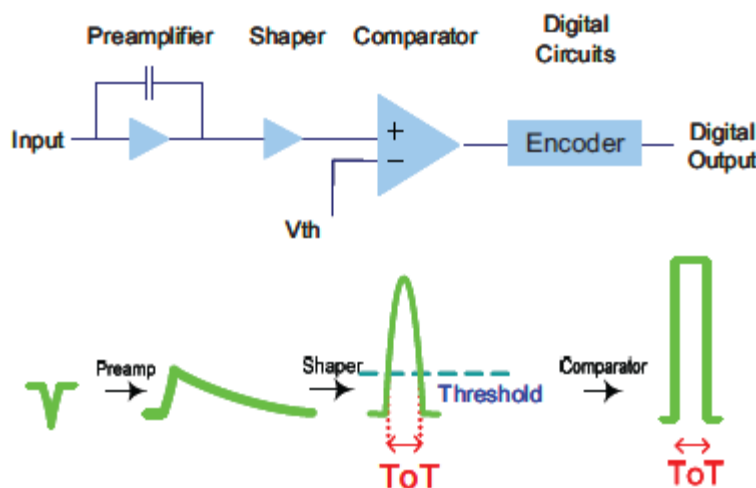 Preamplifier Shaper Comparator Digital
Circuits
Input
+
−
Encoder
Digital
Output
Vth
Preamp
Shaper
Threshold
Comparator
ToT
ToT